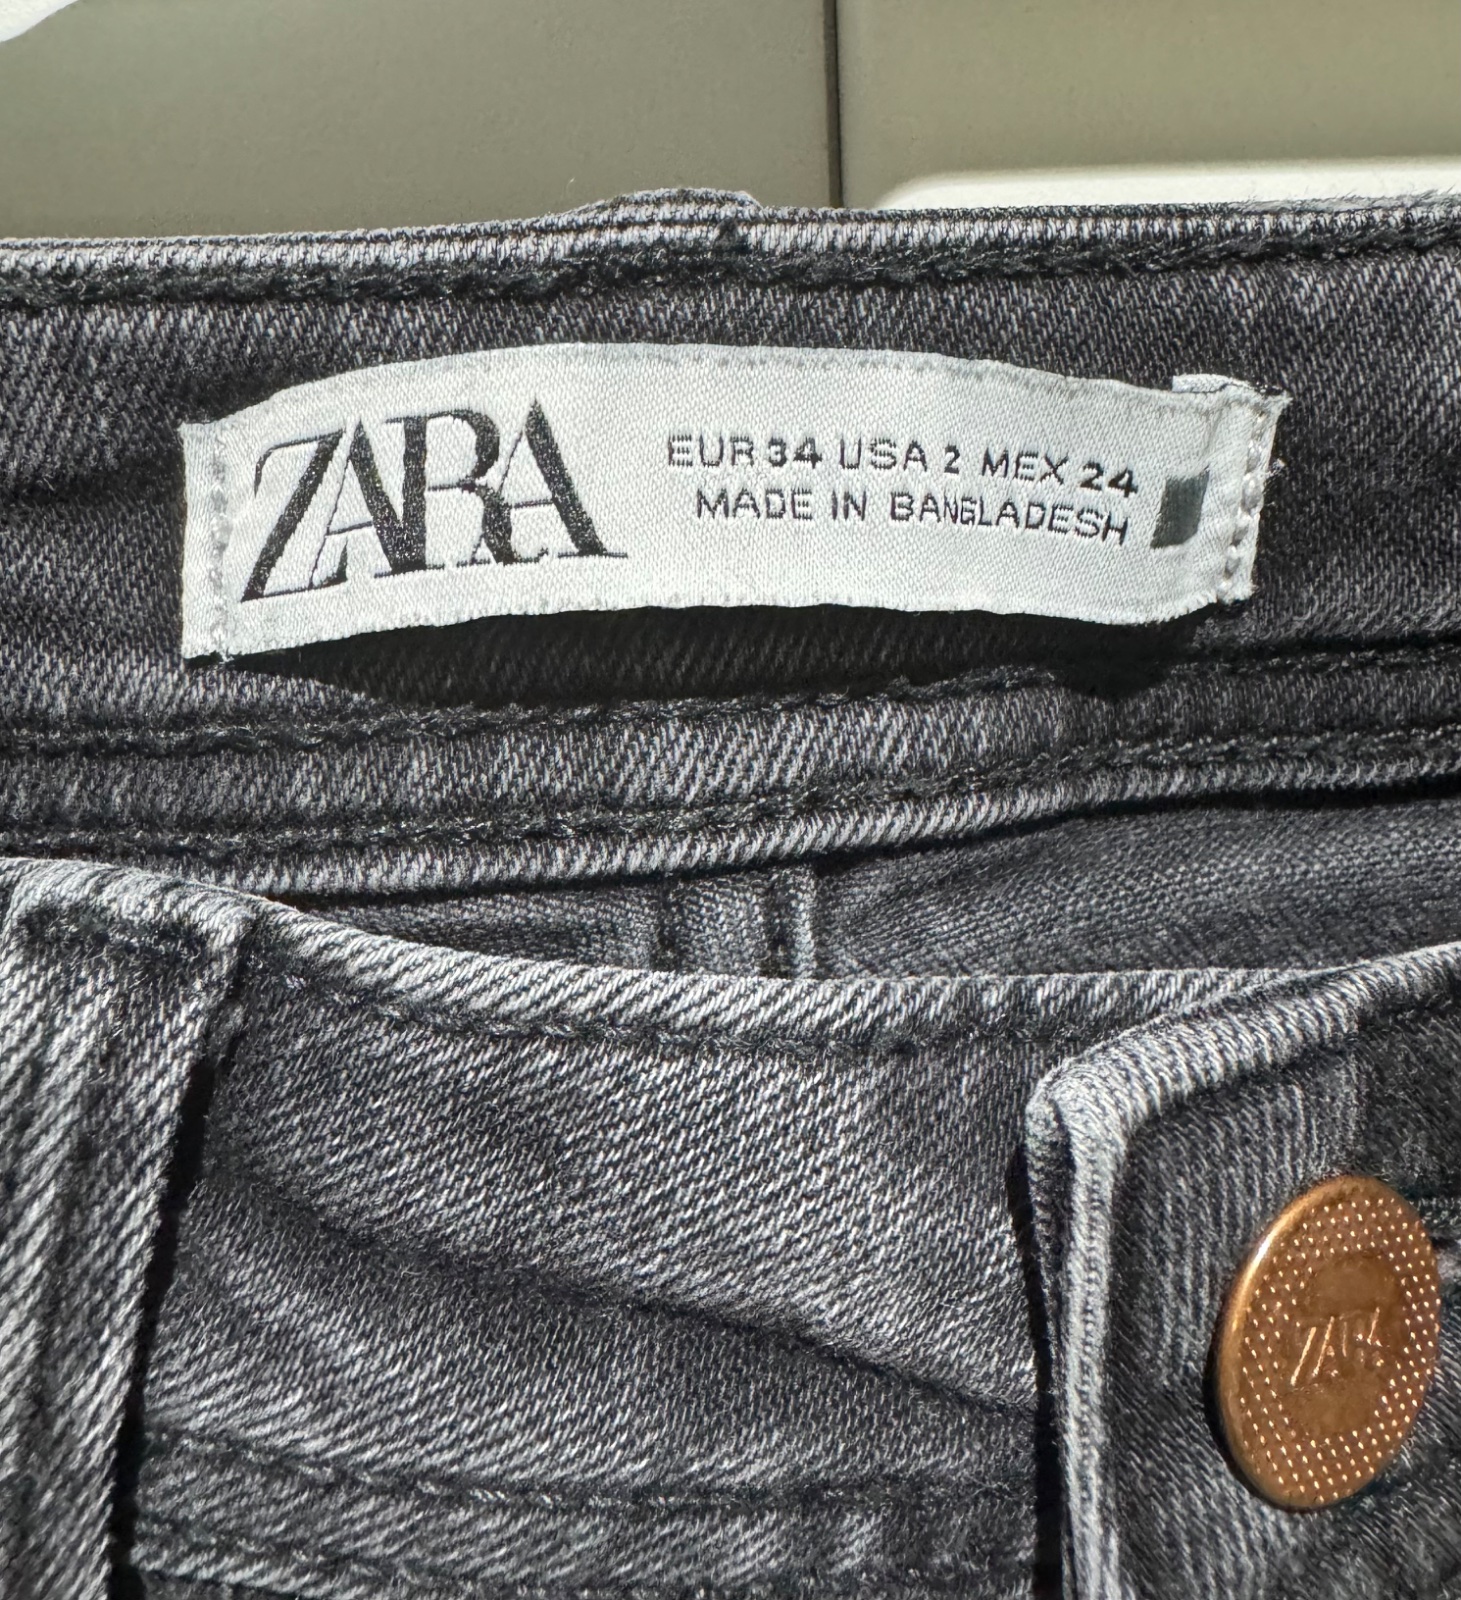 ZARA
EUR 34 USA 2 MEX 24
MADE IN BANGLADESH
ZARA